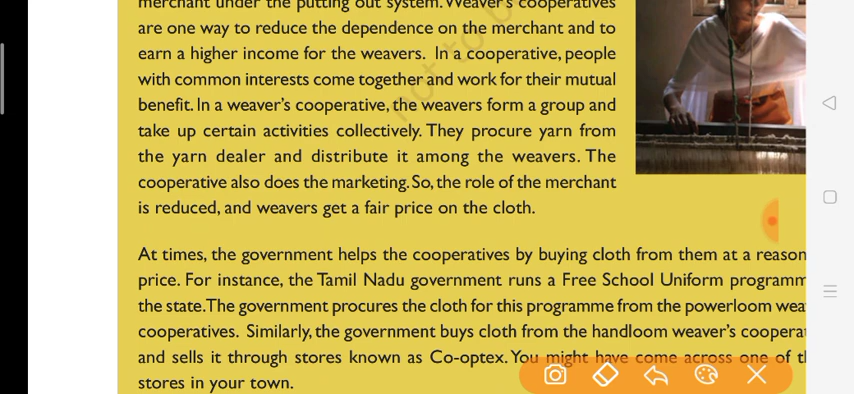 merchant under the putting out system. Weaver's cooperatives
are one way to reduce the dependence on the merchant and to
earn a higher income for the weavers. In a cooperative, people
with common interests come together and work for their mutual
benefit. In a weaver's cooperative, the weavers form a group and
take up certain activities collectively. They procure yarn from
the yarn dealer and distribute it among the weavers. The
cooperative also does the marketing. So, the role of the merchant
is reduced, and weavers get a fair price on the cloth.
At times, the government helps the cooperatives by buying cloth from them at a reason
price. For instance, the Tamil Nadu government runs a Free School Uniform programm
the state. The government procures the cloth for this programme from the powerloom wea
cooperatives. Similarly, the government buys cloth from the handloom weaver's coopera
and sells it through stores known as Co-optex. You might have come across one of t
stores in your town.
not to b